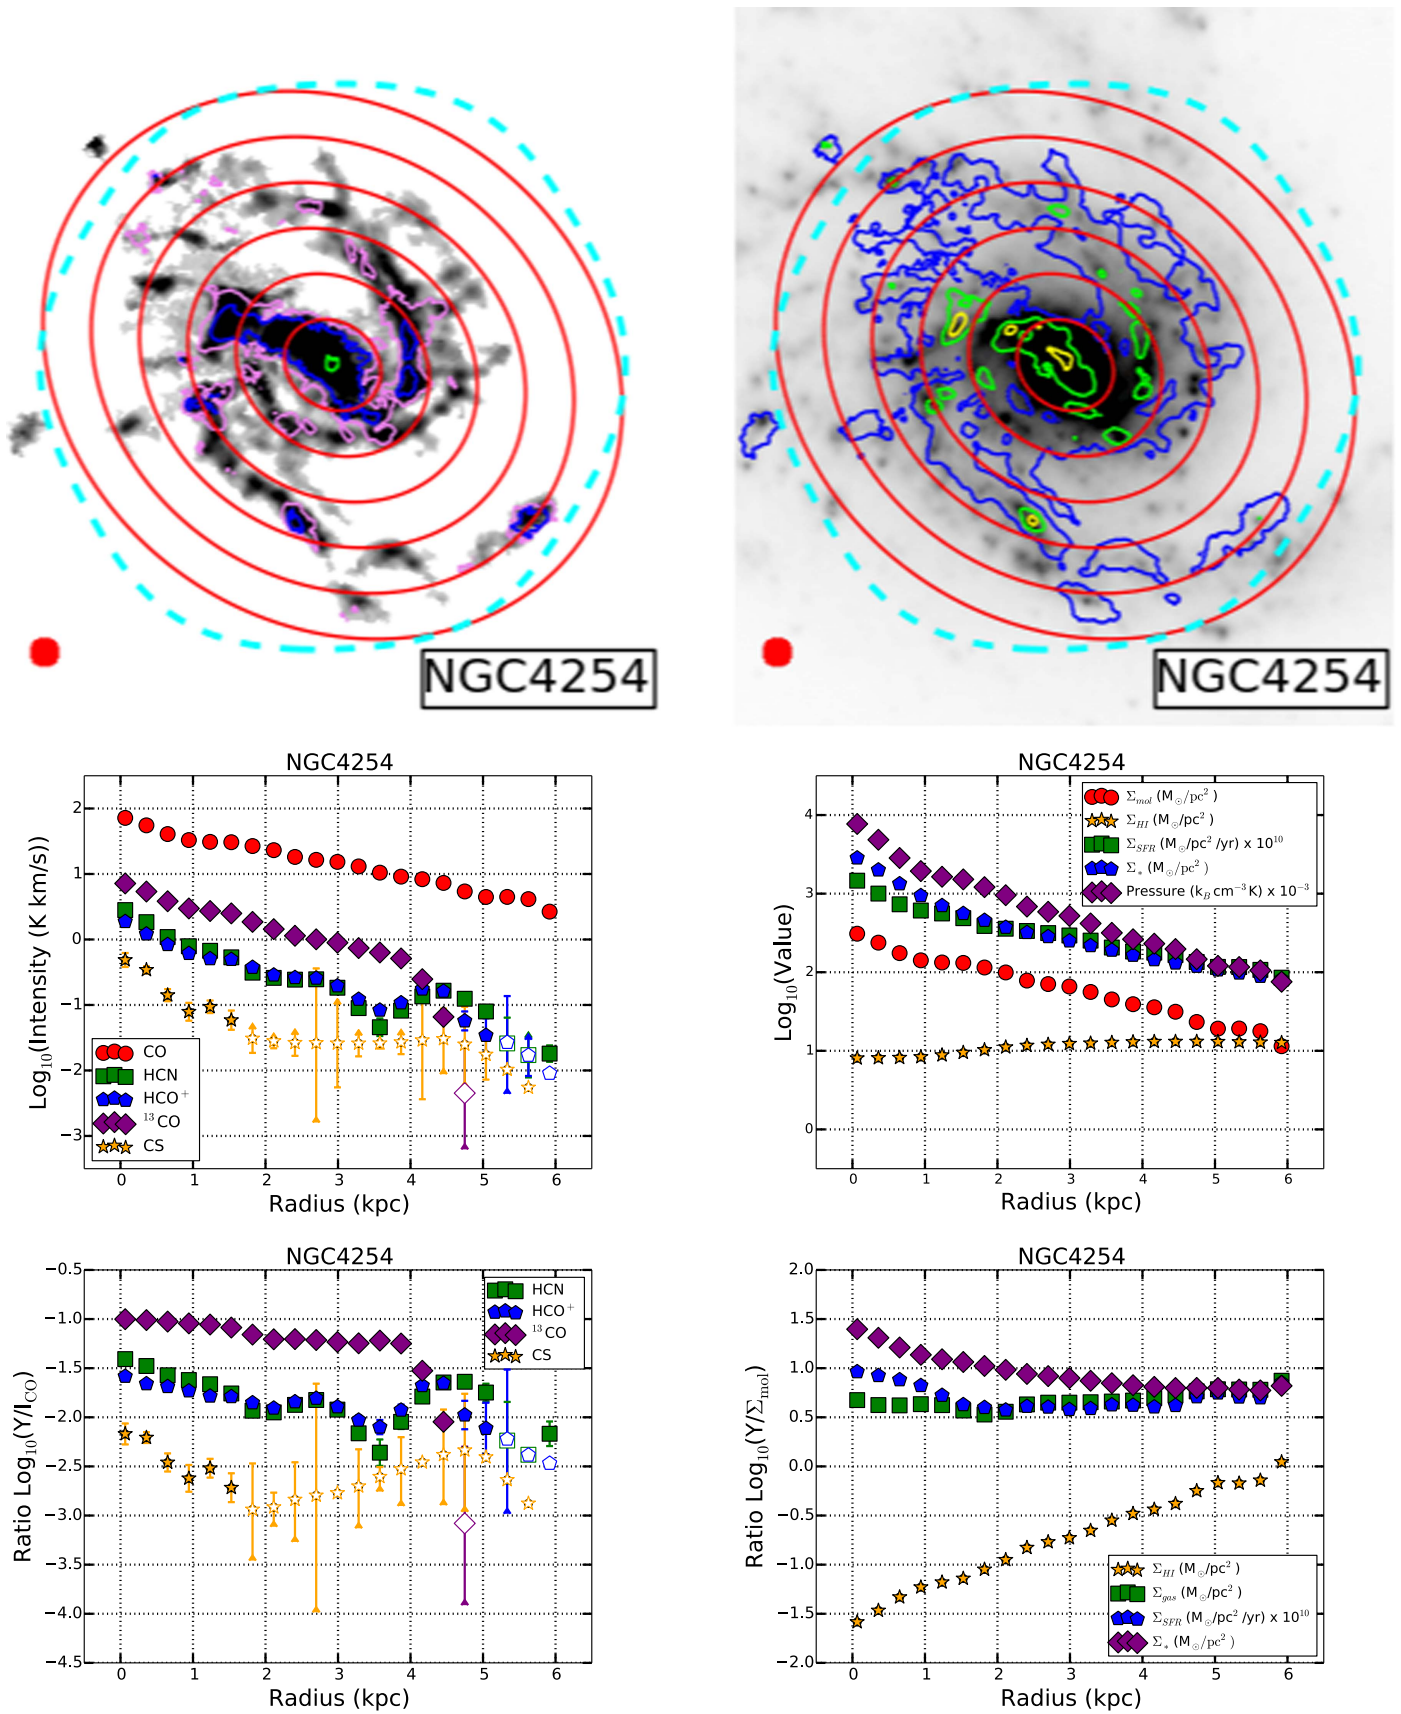 NGC4254
NGC4254
NGC4254
Log₁₀(Intensity (K km/s))
2
1
0
−1
−2
−3
CO
HCN
HCO⁺
¹³CO
CS
0 1 2 3 4 5 6
Radius (kpc)
NGC4254
Log₁₀(Value)
4
3
2
1
0
Σmol (M⊙/pc²)
ΣHI (M⊙/pc²)
ΣSFR (M⊙/pc²/yr) x 10¹⁰
Σ* (M⊙/pc²)
Pressure (kB cm⁻³ K) x 10⁻³
0 1 2 3 4 5 6
Radius (kpc)
NGC4254
Ratio Log₁₀(Y/ICO)
−0.5
−1.0
−1.5
−2.0
−2.5
−3.0
−3.5
−4.0
−4.5
HCN
HCO⁺
¹³CO
CS
0 1 2 3 4 5 6
Radius (kpc)
NGC4254
Ratio Log₁₀(Y/Σmol)
2.0
1.5
1.0
0.5
0.0
−0.5
−1.0
−1.5
−2.0
ΣHI (M⊙/pc²)
Σgas (M⊙/pc²)
ΣSFR (M⊙/pc²/yr) x 10¹⁰
Σ* (M⊙/pc²)
0 1 2 3 4 5 6
Radius (kpc)